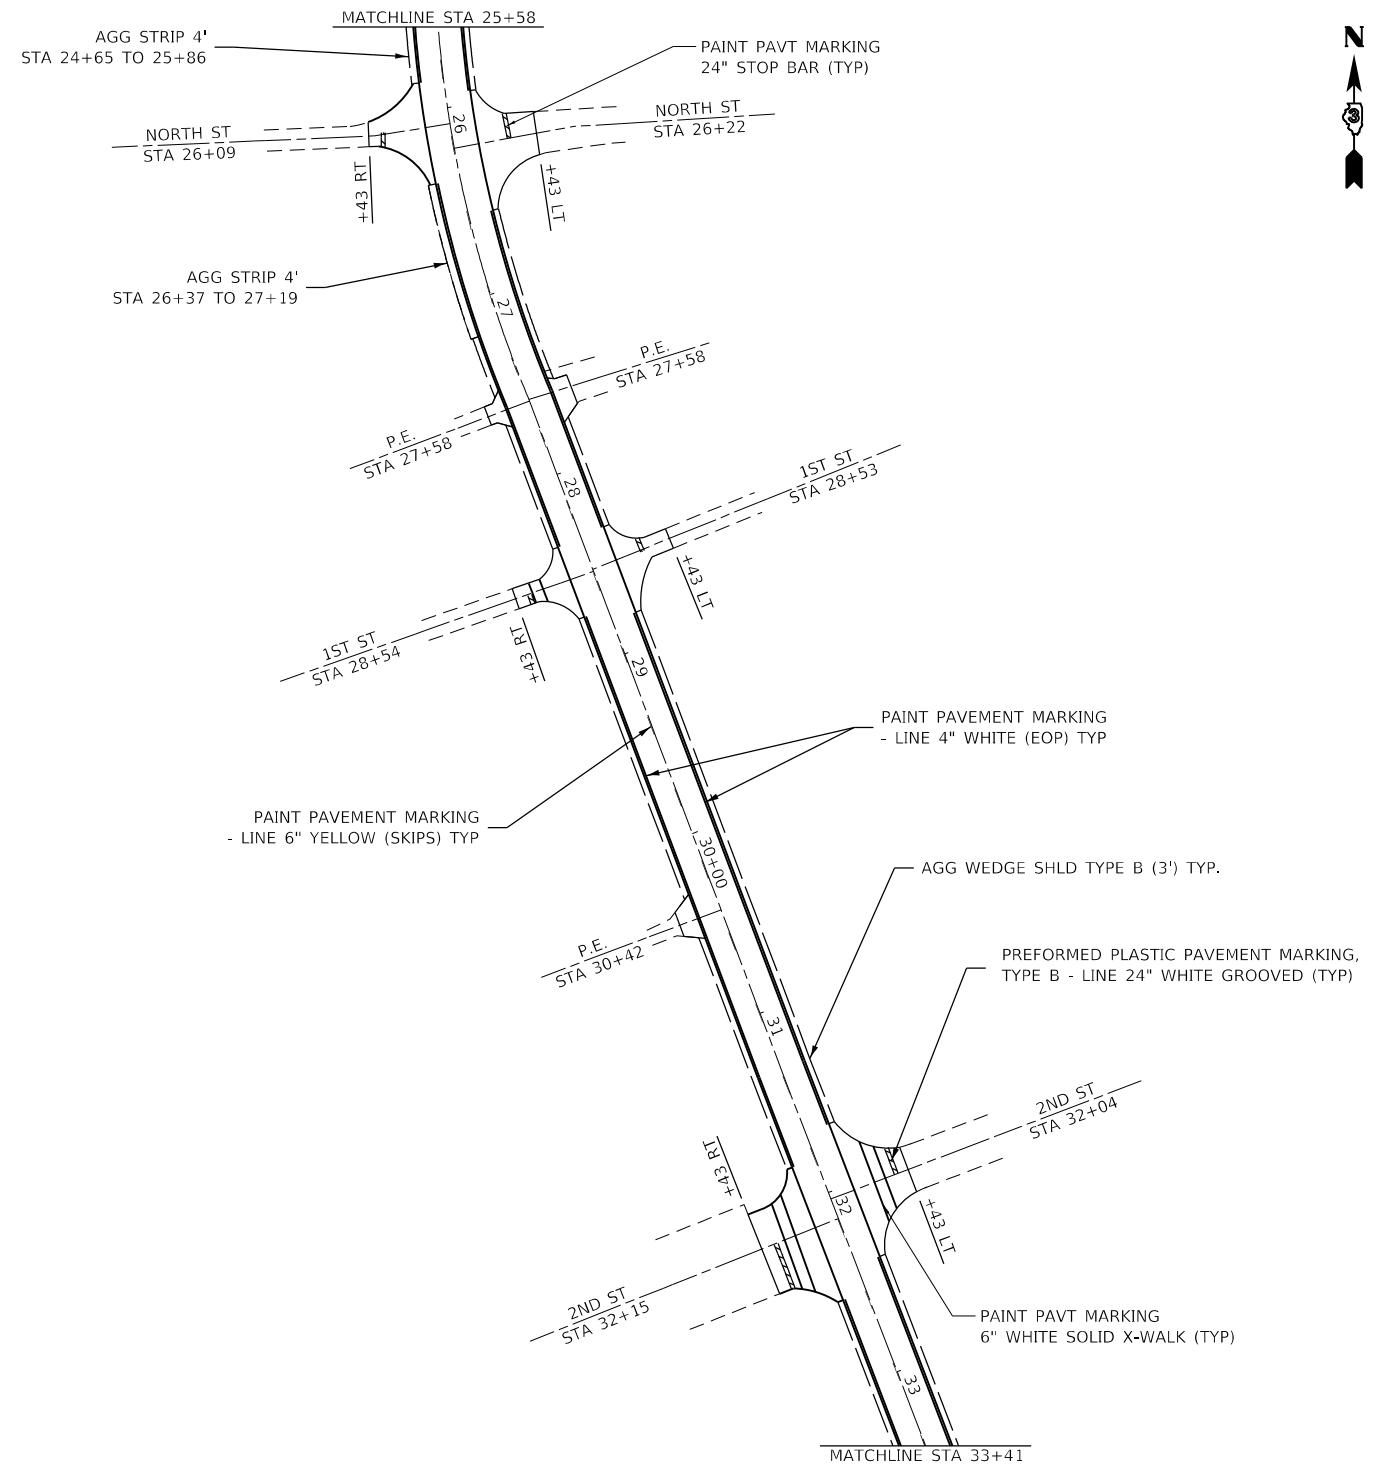 MATCHLINE STA 25+58
AGG STRIP 4'
STA 24+65 TO 25+86
PAINT PAVT MARKING
24" STOP BAR (TYP)
N
3
NORTH ST
STA 26+22
NORTH ST
STA 26+09
26
+43 RT
+43 LT
AGG STRIP 4'
STA 26+37 TO 27+19
27
P.E.
STA 27+58
P.E.
STA 27+58
28
1ST ST
STA 28+53
+43 LT
+43 RT
1ST ST
STA 28+54
29
PAINT PAVEMENT MARKING
- LINE 4" WHITE (EOP) TYP
PAINT PAVEMENT MARKING
- LINE 6" YELLOW (SKIPS) TYP
30+00
AGG WEDGE SHLD TYPE B (3') TYP.
P.E.
STA 30+42
PREFORMED PLASTIC PAVEMENT MARKING,
TYPE B - LINE 24" WHITE GROOVED (TYP)
31
2ND ST
STA 32+04
+43 RT
32
+43 LT
2ND ST
STA 32+15
PAINT PAVT MARKING
6" WHITE SOLID X-WALK (TYP)
33
MATCHLINE STA 33+41